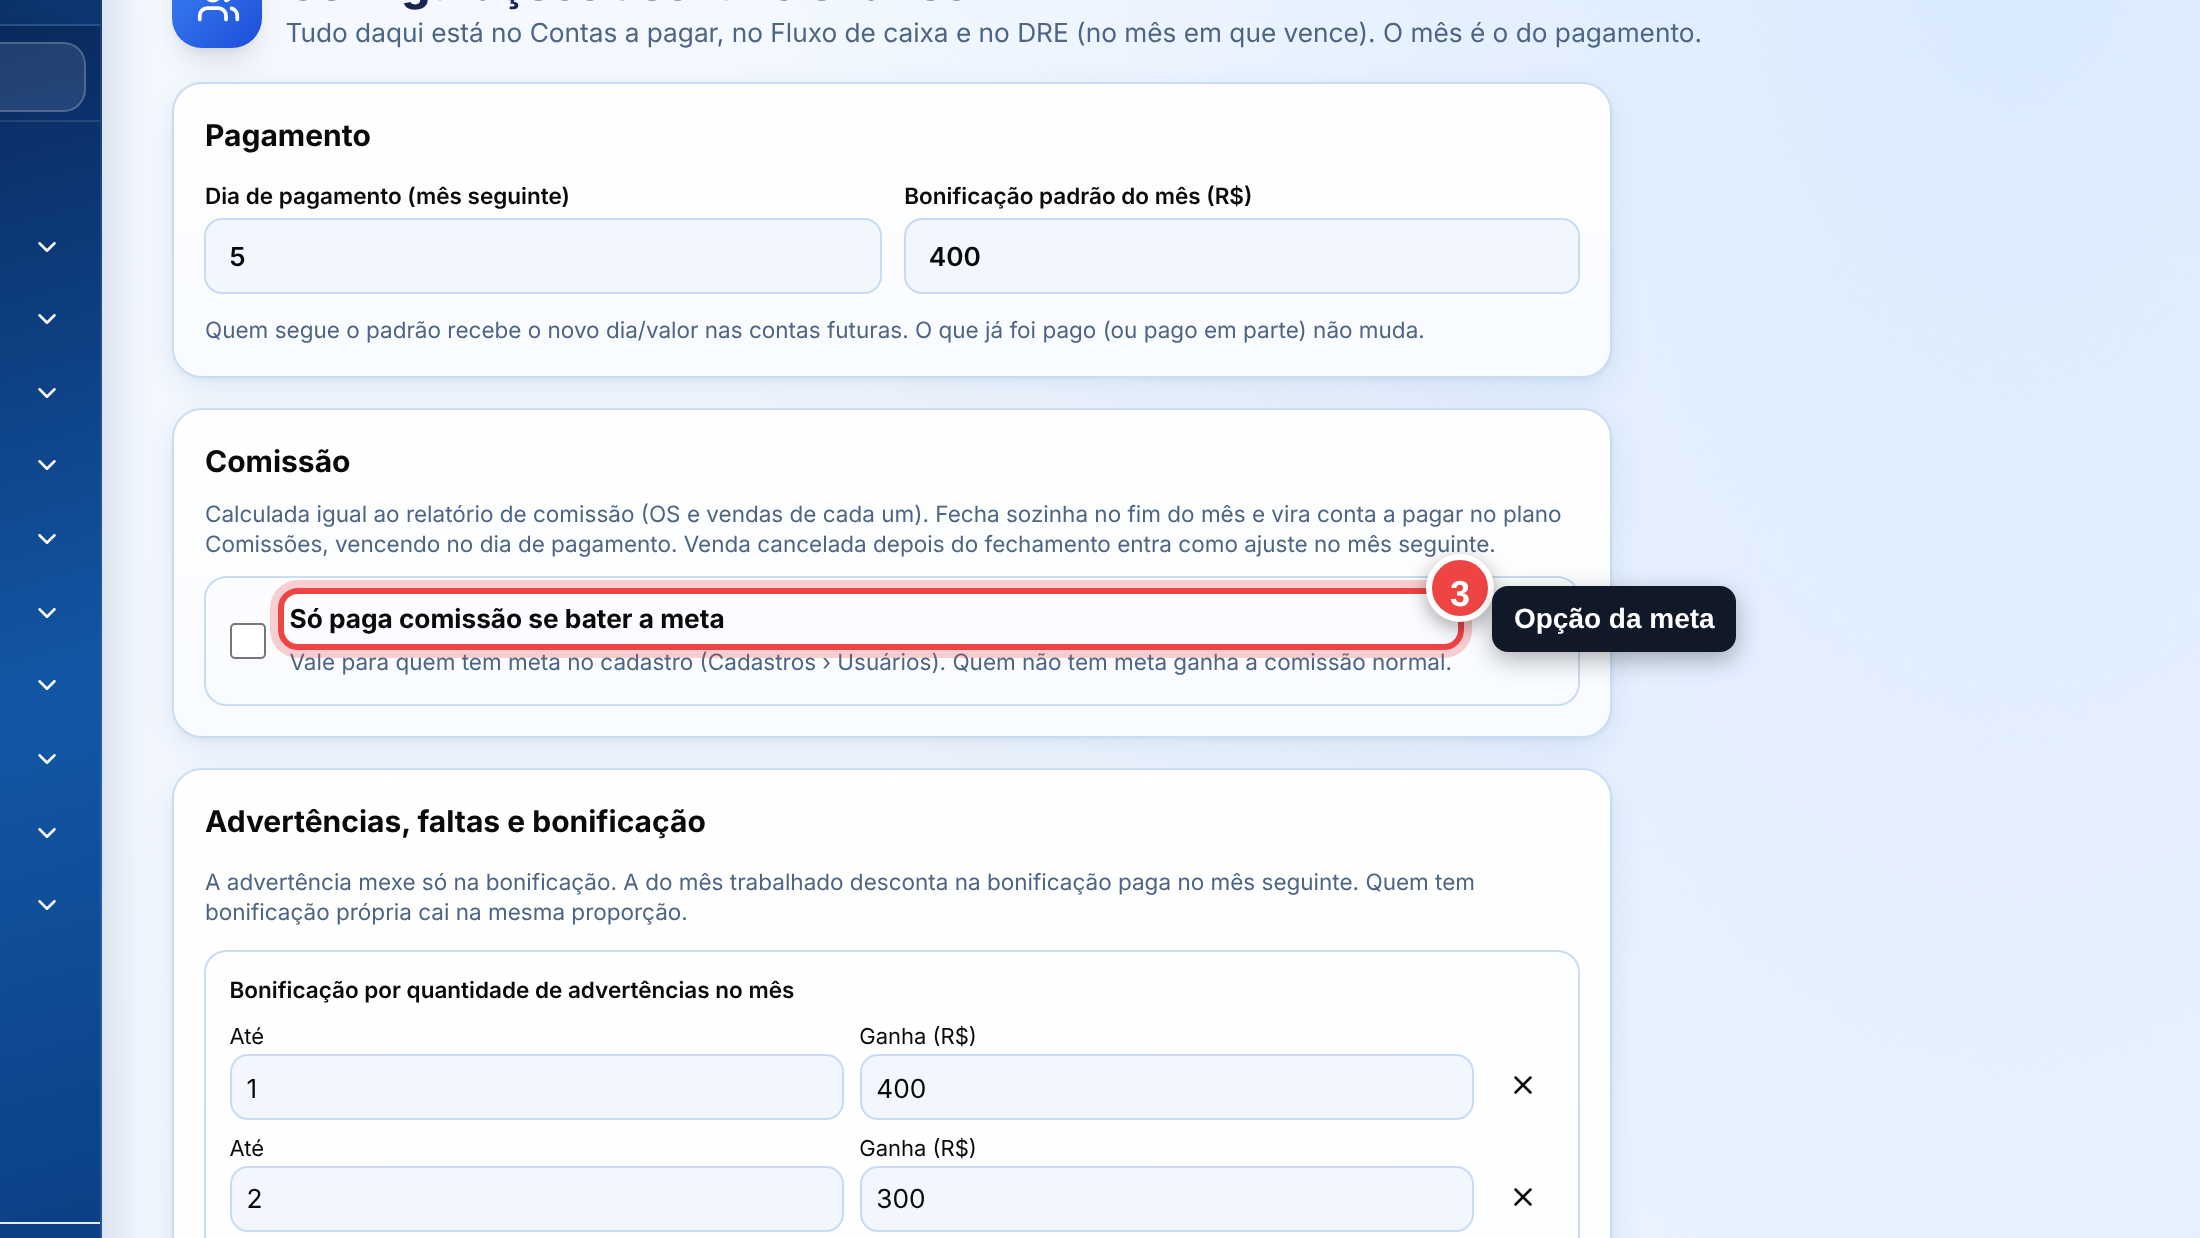 Tudo daqui está no Contas a pagar, no Fluxo de caixa e no DRE (no mês em que vence). O mês é o do pagamento.
Pagamento
Dia de pagamento (mês seguinte)
Bonificação padrão do mês (R$)
5
400
Quem segue o padrão recebe o novo dia/valor nas contas futuras. O que já foi pago (ou pago em parte) não muda.
Comissão
Calculada igual ao relatório de comissão (OS e vendas de cada um). Fecha sozinha no fim do mês e vira conta a pagar no plano
Comissões, vencendo no dia de pagamento. Venda cancelada depois do fechamento entra como ajuste no mês seguinte.
3
Só paga comissão se bater a meta
Opção da meta
Vale para quem tem meta no cadastro (Cadastros › Usuários). Quem não tem meta ganha a comissão normal.
Advertências, faltas e bonificação
A advertência mexe só na bonificação. A do mês trabalhado desconta na bonificação paga no mês seguinte. Quem tem
bonificação própria cai na mesma proporção.
Bonificação por quantidade de advertências no mês
Até
Ganha (R$)
1
400
Até
Ganha (R$)
2
300